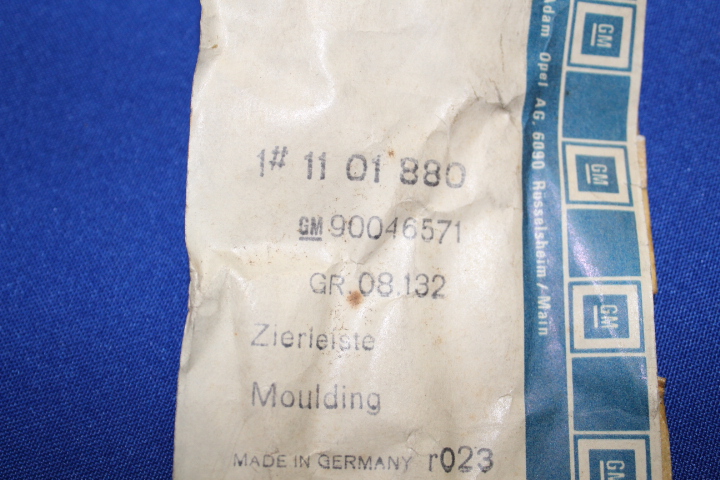 1# 11 01 880
GM 90046571
GR. 08.132
Zierleiste
Moulding
MADE IN GERMANY r023
Adam Opel AG, 6090 Rüsselsheim / Main
GM
GM
GM
GM